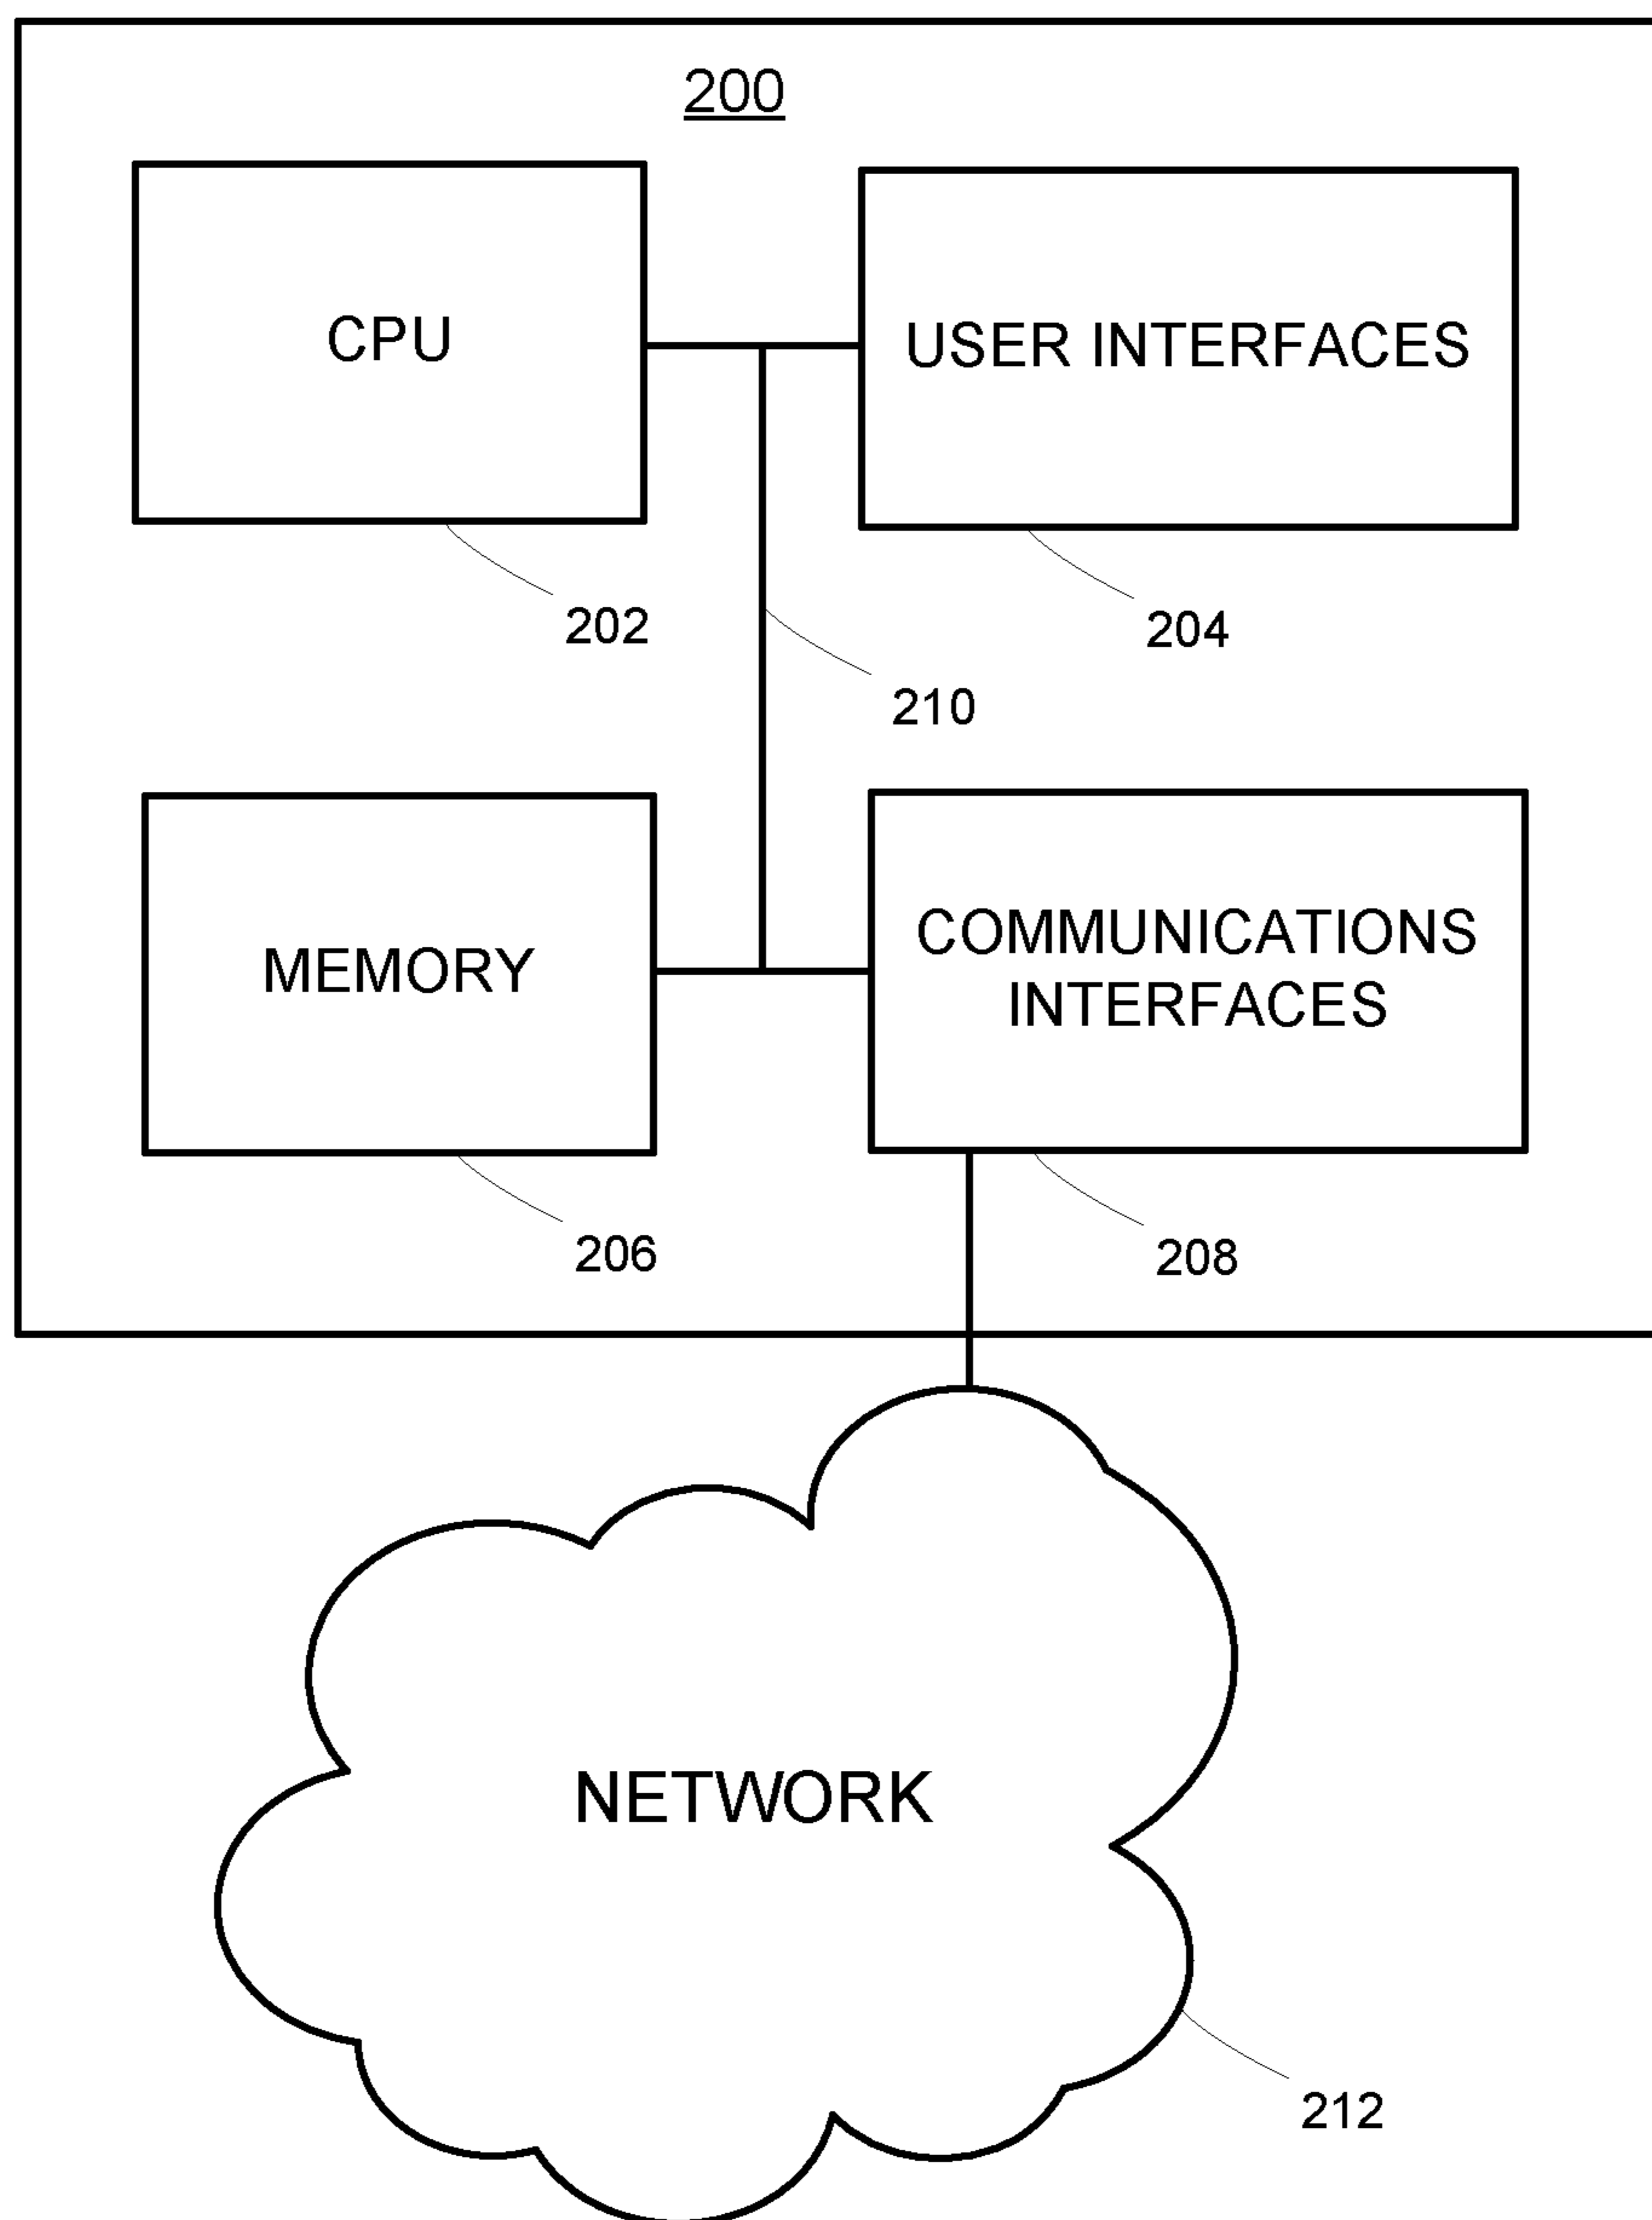 200
CPU
USER INTERFACES
202
204
210
MEMORY
COMMUNICATIONS
INTERFACES
206
208
NETWORK
212